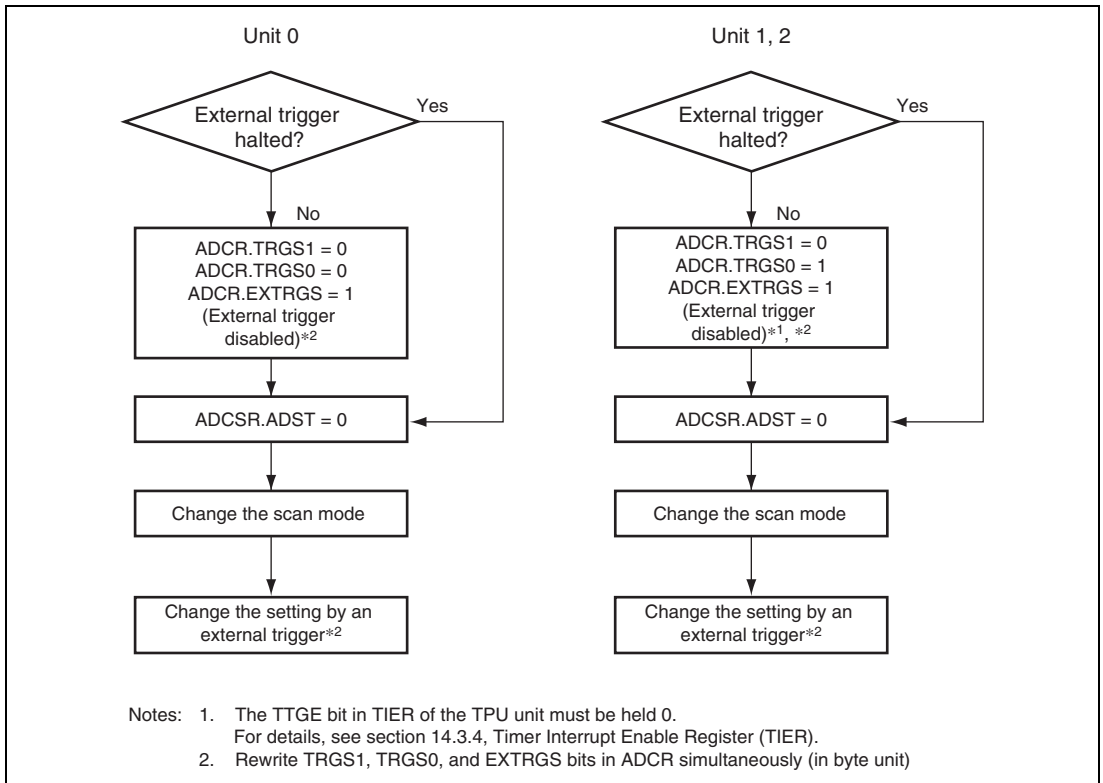 Unit 0
External trigger
halted?
Yes
No
ADCR.TRGS1 = 0
ADCR.TRGS0 = 0
ADCR.EXTRGS = 1
(External trigger
disabled)*2
ADCSR.ADST = 0
Change the scan mode
Change the setting by an
external trigger*2
Unit 1, 2
External trigger
halted?
Yes
No
ADCR.TRGS1 = 0
ADCR.TRGS0 = 1
ADCR.EXTRGS = 1
(External trigger
disabled)*1, *2
ADCSR.ADST = 0
Change the scan mode
Change the setting by an
external trigger*2
Notes: 1. The TTGE bit in TIER of the TPU unit must be held 0.
For details, see section 14.3.4, Timer Interrupt Enable Register (TIER).
2. Rewrite TRGS1, TRGS0, and EXTRGS bits in ADCR simultaneously (in byte unit)